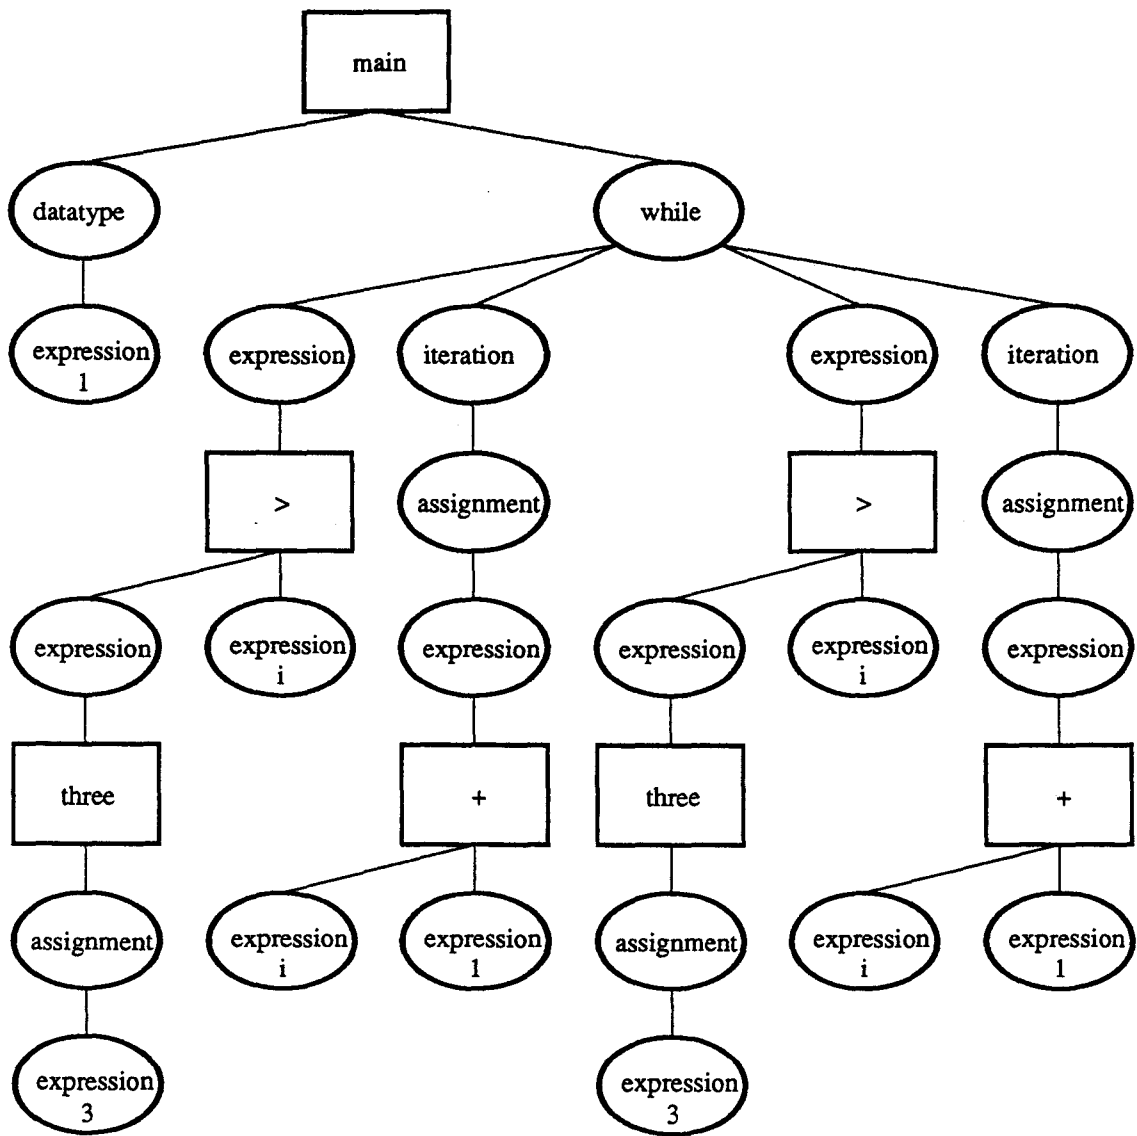 main
datatype
while
expression
1
expression
iteration
expression
iteration
>
assignment
>
assignment
expression
expression
i
expression
expression
expression
i
expression
three
+
three
+
assignment
expression
i
expression
1
assignment
expression
i
expression
1
expression
3
expression
3